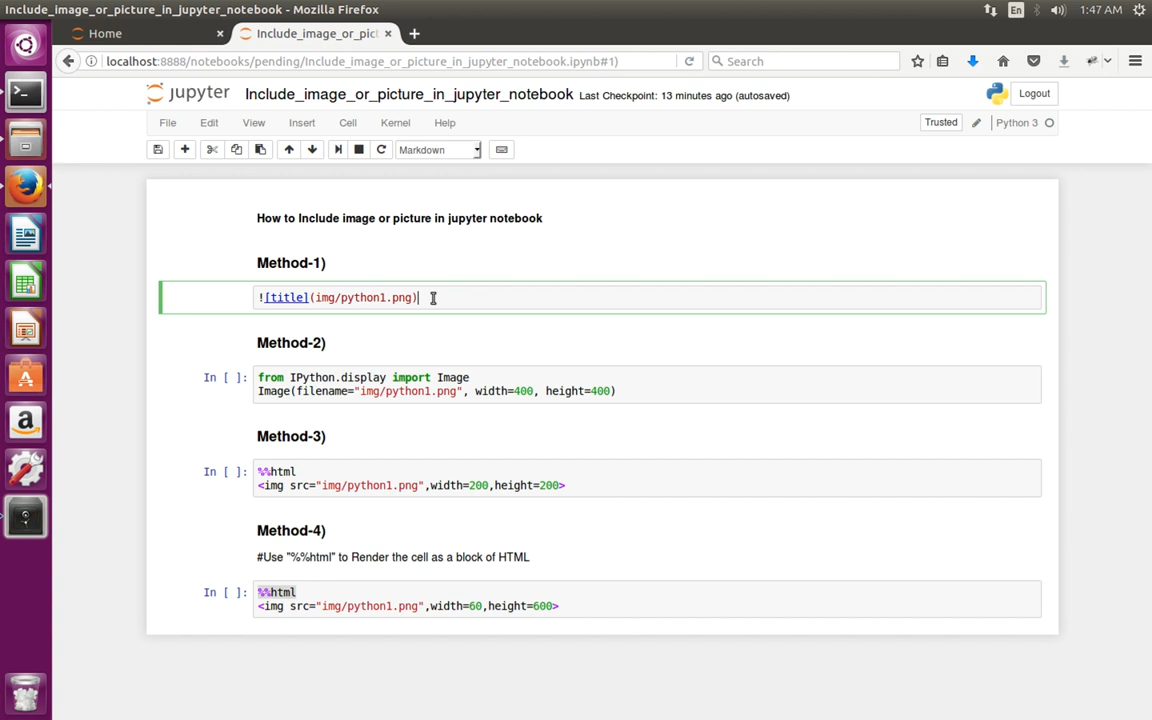 Include_image_or_picture_in_jupyter_notebook - Mozilla Firefox
En
1:47 AM
Home
Include_image_or_pict
localhost:8888/notebooks/pending/Include_image_or_picture_in_jupyter_notebook.ipynb#1)
Search
jupyter Include_image_or_picture_in_jupyter_notebook Last Checkpoint: 13 minutes ago (autosaved)
Logout
File Edit View Insert Cell Kernel Help
Trusted
Python 3
Markdown
How to Include image or picture in jupyter notebook
Method-1)
![title](img/python1.png)
Method-2)
In [ ]: from IPython.display import Image
Image(filename="img/python1.png", width=400, height=400)
Method-3)
In [ ]: %%html
<img src="img/python1.png",width=200,height=200>
Method-4)
#Use "%%html" to Render the cell as a block of HTML
In [ ]: %%html
<img src="img/python1.png",width=60,height=600>